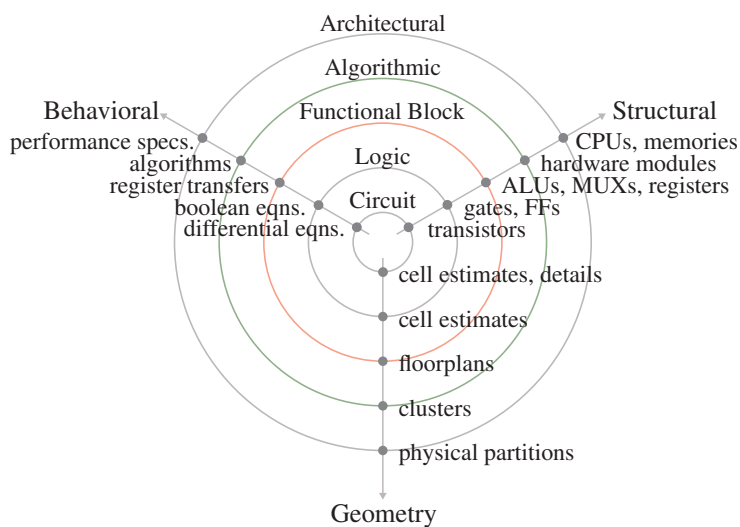 Architectural
Algorithmic
Behavioral
Functional Block
Structural
performance specs.
CPUs, memories
algorithms
Logic
hardware modules
register transfers
ALUs, MUXs, registers
boolean eqns.
Circuit
gates, FFs
differential eqns.
transistors
cell estimates, details
cell estimates
floorplans
clusters
physical partitions
Geometry